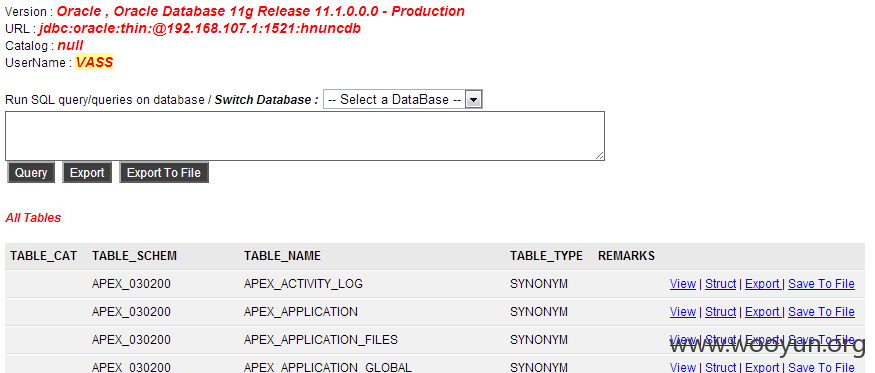 Version : Oracle , Oracle Database 11g Release 11.1.0.0.0 - Production
URL : jdbc:oracle:thin:@192.168.107.1:1521:hnuncdb
Catalog : null
UserName : VASS
Run SQL query/queries on database / Switch Database : -- Select a DataBase --
Query Export Export To File
All Tables
TABLE_CAT TABLE_SCHEM TABLE_NAME TABLE_TYPE REMARKS
APEX_030200 APEX_ACTIVITY_LOG SYNONYM View | Struct | Export | Save To File
APEX_030200 APEX_APPLICATION SYNONYM View | Struct | Export | Save To File
APEX_030200 APEX_APPLICATION_FILES SYNONYM View | Struct | Export | Save To File
www.wooyun.org
APEX_030200 APEX_APPLICATION_GLOBAL SYNONYM View | Struct | Export | Save To File